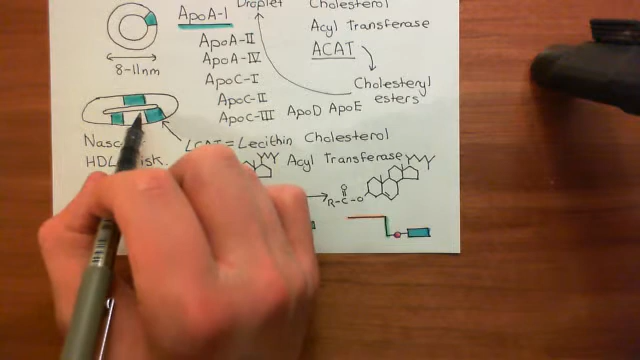 ApoA-I
ApoA-II
ApoA-IV
ApoC-I
ApoC-II
ApoC-III ApoD ApoE
8-11nm
Droplet
Cholesterol
Acyl Transferase
ACAT
Cholesteryl
esters
LCAT = Lecithin Cholesterol
Acyl Transferase
HDL Disk.
R-C-O
O